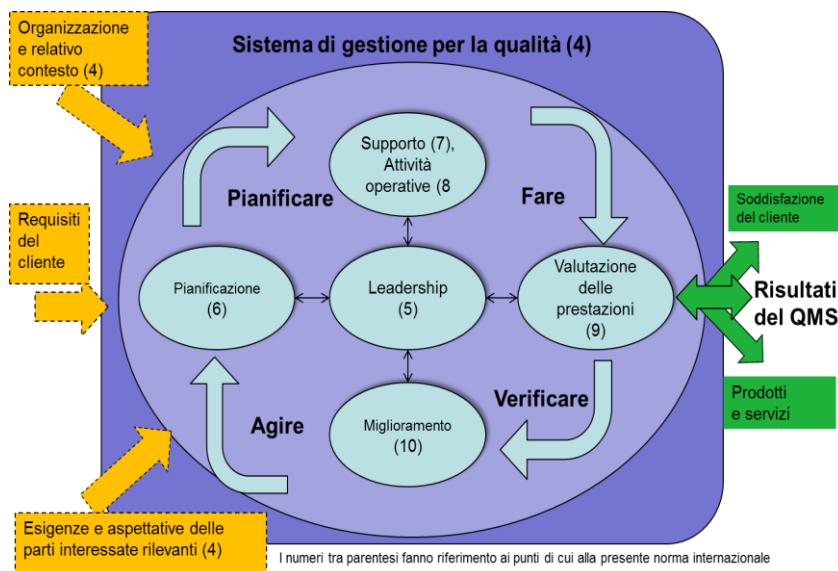 Organizzazione
e relativo
contesto (4)
Sistema di gestione per la qualità (4)
Supporto (7),
Attività
operative (8
Pianificare
Fare
Requisiti
del
cliente
Soddisfazione
del cliente
Pianificazione
(6)
Leadership
(5)
Valutazione
delle
prestazioni
(9)
Risultati
del QMS
Agire
Miglioramento
(10)
Verificare
Prodotti
e servizi
Esigenze e aspettative delle
parti interessate rilevanti (4)
I numeri tra parentesi fanno riferimento ai punti di cui alla presente norma internazionale